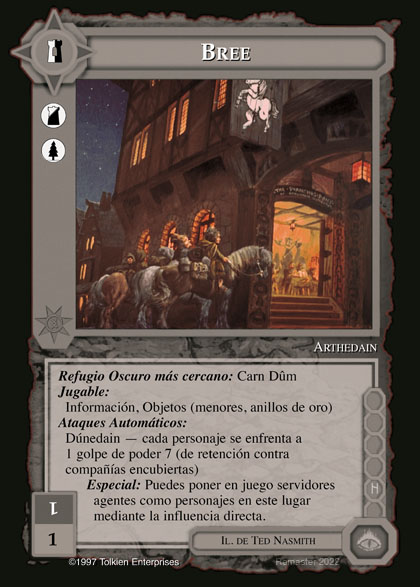 BREE
ARTHEDAIN
Refugio Oscuro más cercano: Carn Dûm
Jugable:
Información, Objetos (menores, anillos de oro)
Ataques Automáticos:
Dúnedain — cada personaje se enfrenta a
1 golpe de poder 7 (de retención contra
compañías encubiertas)
Especial: Puedes poner en juego servidores
agentes como personajes en este lugar
mediante la influencia directa.
H
1
1
IL. DE TED NASMITH
©1997 Tolkien Enterprises